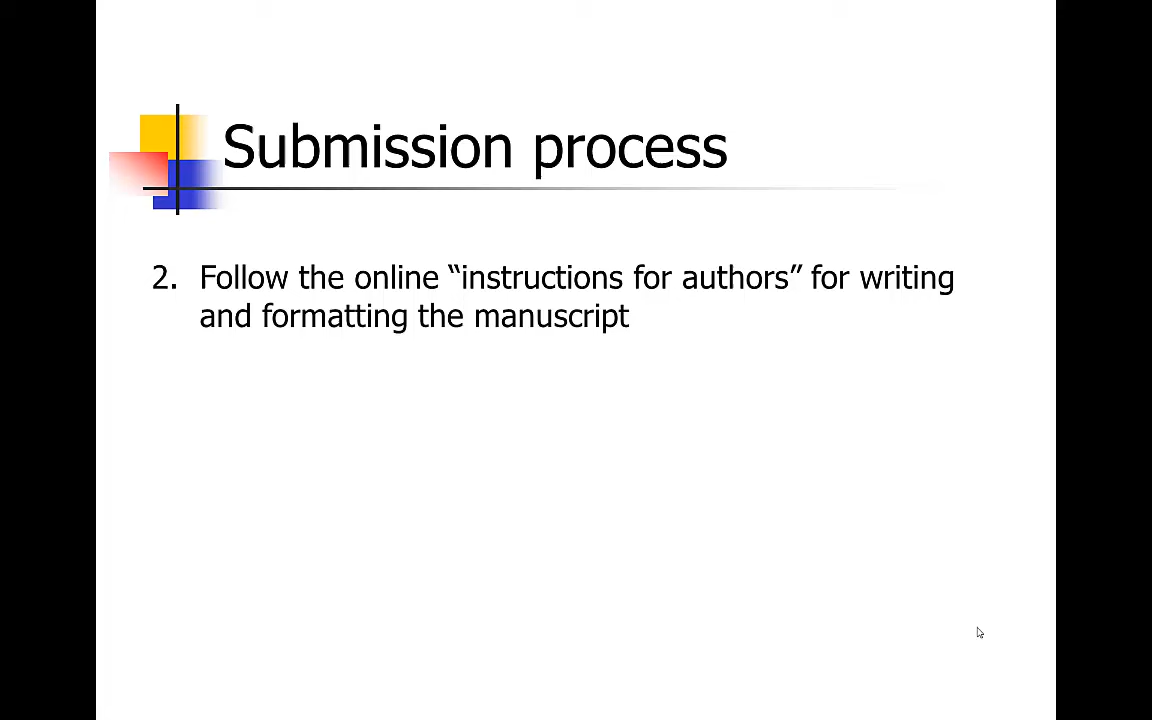 Submission process
2. Follow the online “instructions for authors” for writing
and formatting the manuscript